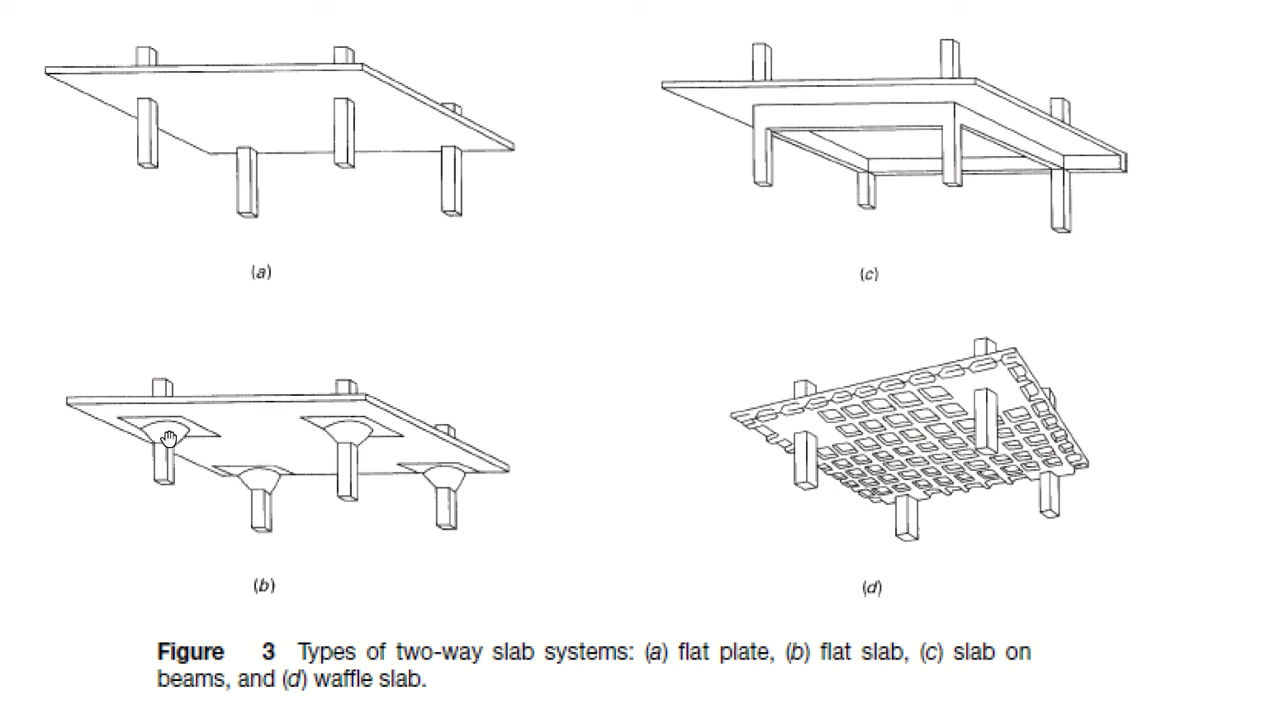 (a)
(c)
(b)
(d)
Figure 3 Types of two-way slab systems: (a) flat plate, (b) flat slab, (c) slab on
beams, and (d) waffle slab.